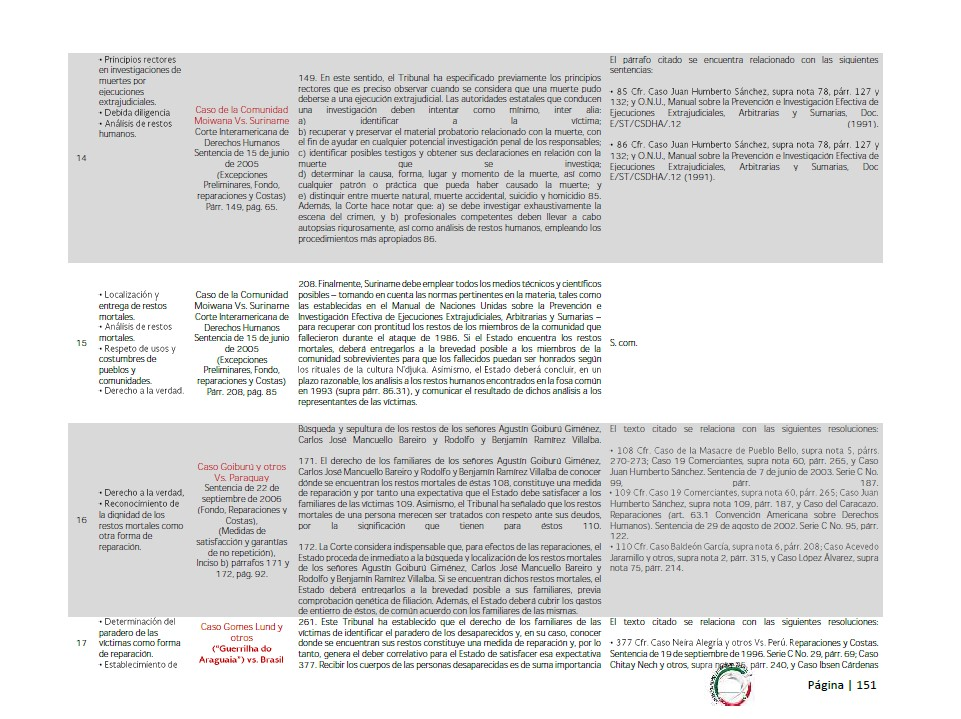 14
• Principios rectores
en investigaciones de
muertes por
ejecuciones
extrajudiciales.
• Debida diligencia
• Análisis de restos
humanos.
Caso de la Comunidad
Moiwana Vs. Suriname
Corte Interamericana de
Derechos Humanos
Sentencia de 15 de junio
de 2005
(Excepciones
Preliminares, Fondo,
reparaciones y Costas)
Párr. 149, pág. 65.
149. En este sentido, el Tribunal ha especificado previamente los principios
rectores que es preciso observar cuando se considera que una muerte pudo
deberse a una ejecución extrajudicial. Las autoridades estatales que conducen
una investigación deben intentar como mínimo, inter alia:
a) identificar a la víctima;
b) recuperar y preservar el material probatorio relacionado con la muerte, con
el fin de ayudar en cualquier potencial investigación penal de los responsables;
c) identificar posibles testigos y obtener sus declaraciones en relación con la
muerte que se investiga;
d) determinar la causa, forma, lugar y momento de la muerte, así como
cualquier patrón o práctica que pueda haber causado la muerte; y
e) distinguir entre muerte natural, muerte accidental, suicidio y homicidio 85.
Además, la Corte hace notar que: a) se debe investigar exhaustivamente la
escena del crimen, y b) profesionales competentes deben llevar a cabo
autopsias rigurosamente, así como análisis de restos humanos, empleando los
procedimientos más apropiados 86.
El párrafo citado se encuentra relacionado con las siguientes
sentencias:
• 85 Cfr. Caso Juan Humberto Sánchez, supra nota 78, párr. 127 y
132; y O.N.U., Manual sobre la Prevención e Investigación Efectiva de
Ejecuciones Extrajudiciales, Arbitrarias y Sumarias, Doc.
E/ST/CSDHA/.12 (1991).
• 86 Cfr. Caso Juan Humberto Sánchez, supra nota 78, párr. 127 y
132; y O.N.U., Manual sobre la Prevención e Investigación Efectiva de
Ejecuciones Extrajudiciales, Arbitrarias y Sumarias, Doc
E/ST/CSDHA/.12 (1991).
15
• Localización y
entrega de restos
mortales.
• Análisis de restos
mortales.
• Respeto de usos y
costumbres de
pueblos y
comunidades.
• Derecho a la verdad.
Caso de la Comunidad
Moiwana Vs. Suriname
Corte Interamericana de
Derechos Humanos
Sentencia de 15 de junio
de 2005
(Excepciones
Preliminares, Fondo,
reparaciones y Costas)
Párr. 208, pág. 85
208. Finalmente, Suriname debe emplear todos los medios técnicos y científicos
posibles – tomando en cuenta las normas pertinentes en la materia, tales como
las establecidas en el Manual de Naciones Unidas sobre la Prevención e
Investigación Efectiva de Ejecuciones Extrajudiciales, Arbitrarias y Sumarias –
para recuperar con prontitud los restos de los miembros de la comunidad que
fallecieron durante el ataque de 1986. Si el Estado encuentra los restos
mortales, deberá entregarlos a la brevedad posible a los miembros de la
comunidad sobrevivientes para que los fallecidos puedan ser honrados según
los rituales de la cultura N'djuka. Asimismo, el Estado deberá concluir, en un
plazo razonable, los análisis a los restos humanos encontrados en la fosa común
en 1993 (supra párr. 86.31), y comunicar el resultado de dichos análisis a los
representantes de las víctimas.
S. com.
16
• Derecho a la verdad,
• Reconocimiento de
la dignidad de los
restos mortales como
otra forma de
reparación.
Caso Goiburú y otros
Vs. Paraguay
Sentencia de 22 de
septiembre de 2006
(Fondo, Reparaciones y
Costas),
(Medidas de
satisfacción y garantías
de no repetición),
Inciso b) párrafos 171 y
172, pág. 92.
Búsqueda y sepultura de los restos de los señores Agustín Goiburú Giménez,
Carlos José Mancuello Bareiro y Rodolfo y Benjamín Ramírez Villalba.
171. El derecho de los familiares de los señores Agustín Goiburú Giménez,
Carlos José Mancuello Bareiro y Rodolfo y Benjamín Ramírez Villalba de conocer
dónde se encuentran los restos mortales de éstas 108, constituye una medida
de reparación y por tanto una expectativa que el Estado debe satisfacer a los
familiares de las víctimas 109. Asimismo, el Tribunal ha señalado que los restos
mortales de una persona merecen ser tratados con respeto ante sus deudos,
por la significación que tienen para éstos 110.
172. La Corte considera indispensable que, para efectos de las reparaciones, el
Estado proceda de inmediato a la búsqueda y localización de los restos mortales
de los señores Agustín Goiburú Giménez, Carlos José Mancuello Bareiro y
Rodolfo y Benjamín Ramírez Villalba. Si se encuentran dichos restos mortales, el
Estado deberá entregarlos a la brevedad posible a sus familiares, previa
comprobación genética de filiación. Además, el Estado deberá cubrir los gastos
de entierro de éstos, de común acuerdo con los familiares de las mismas.
El texto citado se relaciona con las siguientes resoluciones:
• 108 Cfr. Caso de la Masacre de Pueblo Bello, supra nota 5, párrs.
270-273; Caso 19 Comerciantes, supra nota 60, párr. 265, y Caso
Juan Humberto Sánchez. Sentencia de 7 de junio de 2003. Serie C No.
99, párr. 187.
• 109 Cfr. Caso 19 Comerciantes, supra nota 60, párr. 265; Caso Juan
Humberto Sánchez, supra nota 109, párr. 187, y Caso del Caracazo.
Reparaciones (art. 63.1 Convención Americana sobre Derechos
Humanos). Sentencia de 29 de agosto de 2002. Serie C No. 95, párr.
122.
• 110 Cfr. Caso Baldeón García, supra nota 6, párr. 208; Caso Acevedo
Jaramillo y otros, supra nota 2, párr. 315, y Caso López Álvarez, supra
nota 75, párr. 214.
17
• Determinación del
paradero de las
víctimas como forma
de reparación.
• Establecimiento de
Caso Gomes Lund y
otros
("Guerrilha do
Araguaia") vs. Brasil
261. Este Tribunal ha establecido que el derecho de los familiares de las
víctimas de identificar el paradero de los desaparecidos y, en su caso, conocer
donde se encuentran sus restos constituye una medida de reparación y, por lo
tanto, genera el deber correlativo para el Estado de satisfacer esa expectativa
377. Recibir los cuerpos de las personas desaparecidas es de suma importancia
El texto citado se relaciona con las siguientes resoluciones:
• 377 Cfr. Caso Neira Alegría y otros Vs. Perú. Reparaciones y Costas.
Sentencia de 19 de septiembre de 1996. Serie C No. 29, párr. 69; Caso
Chitay Nech y otros, supra nota 25, párr. 240, y Caso Ibsen Cárdenas
Página | 151